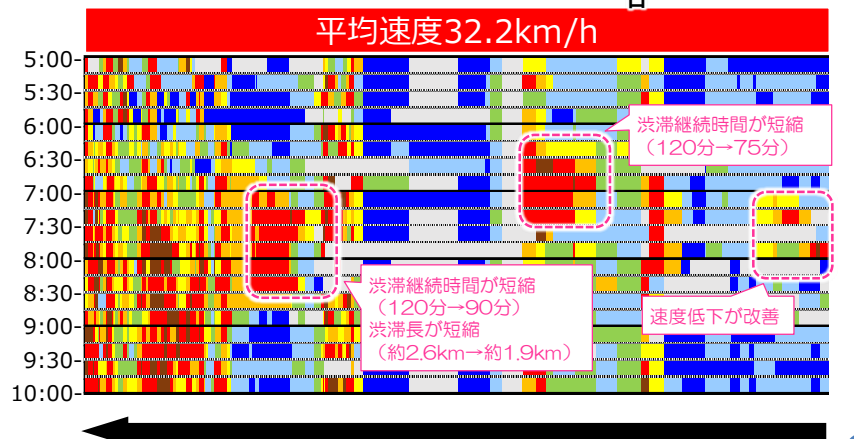 平均速度32.2km/h
5:00
5:30
6:00
6:30
7:00
7:30
8:00
8:30
9:00
9:30
10:00
渋滞継続時間が短縮
（120分→75分）
渋滞継続時間が短縮
（120分→90分）
渋滞長が短縮
（約2.6km→約1.9km）
速度低下が改善